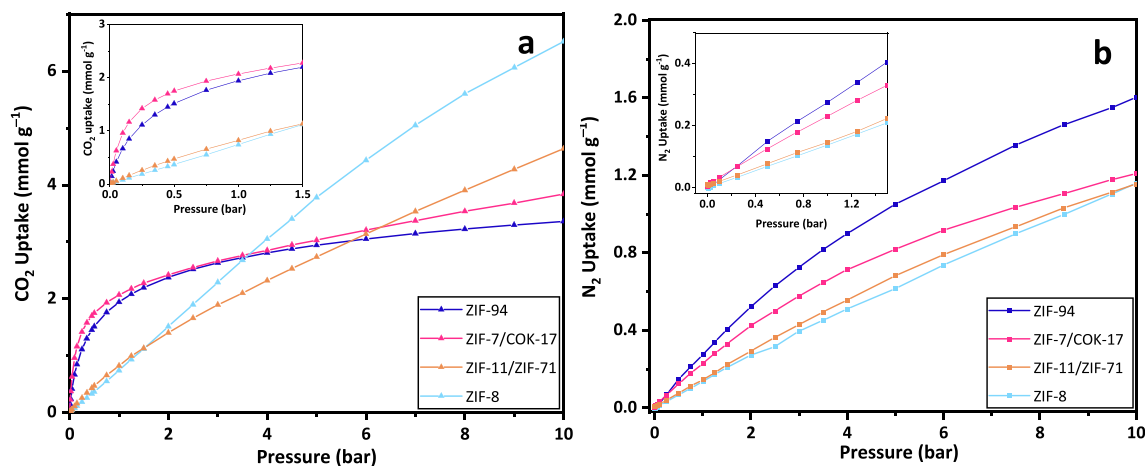 a
CO₂ Uptake (mmol g⁻¹)
6
4
2
0
0
2
4
6
8
10
Pressure (bar)
CO₂ uptake (mmol g⁻¹)
3
2
1
0
0.0
0.5
1.0
1.5
Pressure (bar)
ZIF-94
ZIF-7/COK-17
ZIF-11/ZIF-71
ZIF-8
b
N₂ Uptake (mmol g⁻¹)
2.0
1.6
1.2
0.8
0.4
0.0
0
2
4
6
8
10
Pressure (bar)
N₂ Uptake (mmol g⁻¹)
0.4
0.2
0.0
0.0
0.4
0.8
1.2
Pressure (bar)
ZIF-94
ZIF-7/COK-17
ZIF-11/ZIF-71
ZIF-8